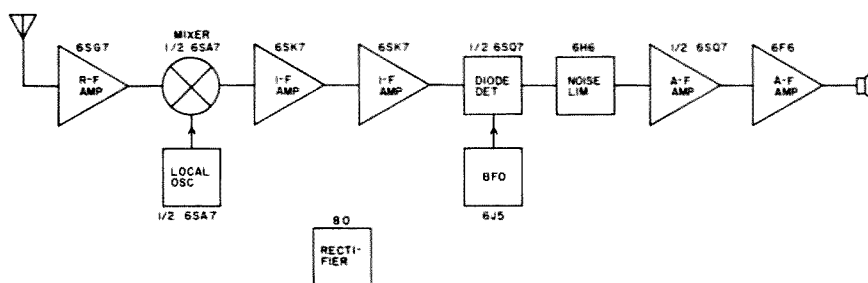 6SG7
R-F
AMP
MIXER
1/2 6SA7
LOCAL
OSC
1/2 6SA7
6SK7
I-F
AMP
6SK7
I-F
AMP
1/2 6SQ7
DIODE
DET
BFO
6J5
6H6
NOISE
LIM
1/2 6SQ7
A-F
AMP
6F6
A-F
AMP
80
RECTI-
FIER